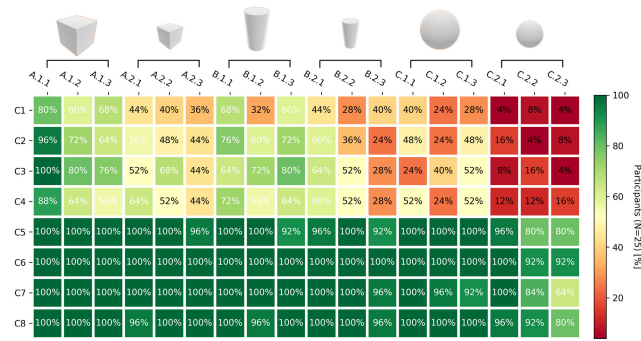 A.1.1 A.1.2 A.1.3 A.2.1 A.2.2 A.2.3 B.1.1 B.1.2 B.1.3 B.2.1 B.2.2 B.2.3 C.1.1 C.1.2 C.1.3 C.2.1 C.2.2 C.2.3
C1 80% 60% 68% 44% 40% 36% 68% 32% 60% 44% 28% 40% 40% 24% 28% 4% 8% 4%
C2 96% 72% 64% 56% 48% 44% 76% 60% 72% 60% 36% 24% 48% 24% 48% 16% 4% 8%
C3 100% 80% 76% 52% 68% 44% 64% 72% 80% 64% 52% 28% 24% 40% 52% 8% 16% 4%
C4 88% 64% 56% 64% 52% 44% 72% 56% 64% 60% 52% 28% 52% 24% 52% 12% 12% 16%
C5 100% 100% 100% 100% 100% 96% 100% 100% 92% 96% 100% 92% 100% 100% 100% 96% 80% 80%
C6 100% 100% 100% 100% 100% 100% 100% 100% 100% 100% 100% 100% 100% 100% 100% 100% 92% 92%
C7 100% 100% 100% 100% 100% 100% 100% 100% 100% 100% 100% 96% 100% 96% 92% 100% 84% 64%
C8 100% 100% 100% 96% 100% 100% 100% 96% 100% 100% 100% 96% 100% 100% 100% 96% 92% 80%
100
80
60
40
20
Participants (N=25) [%]